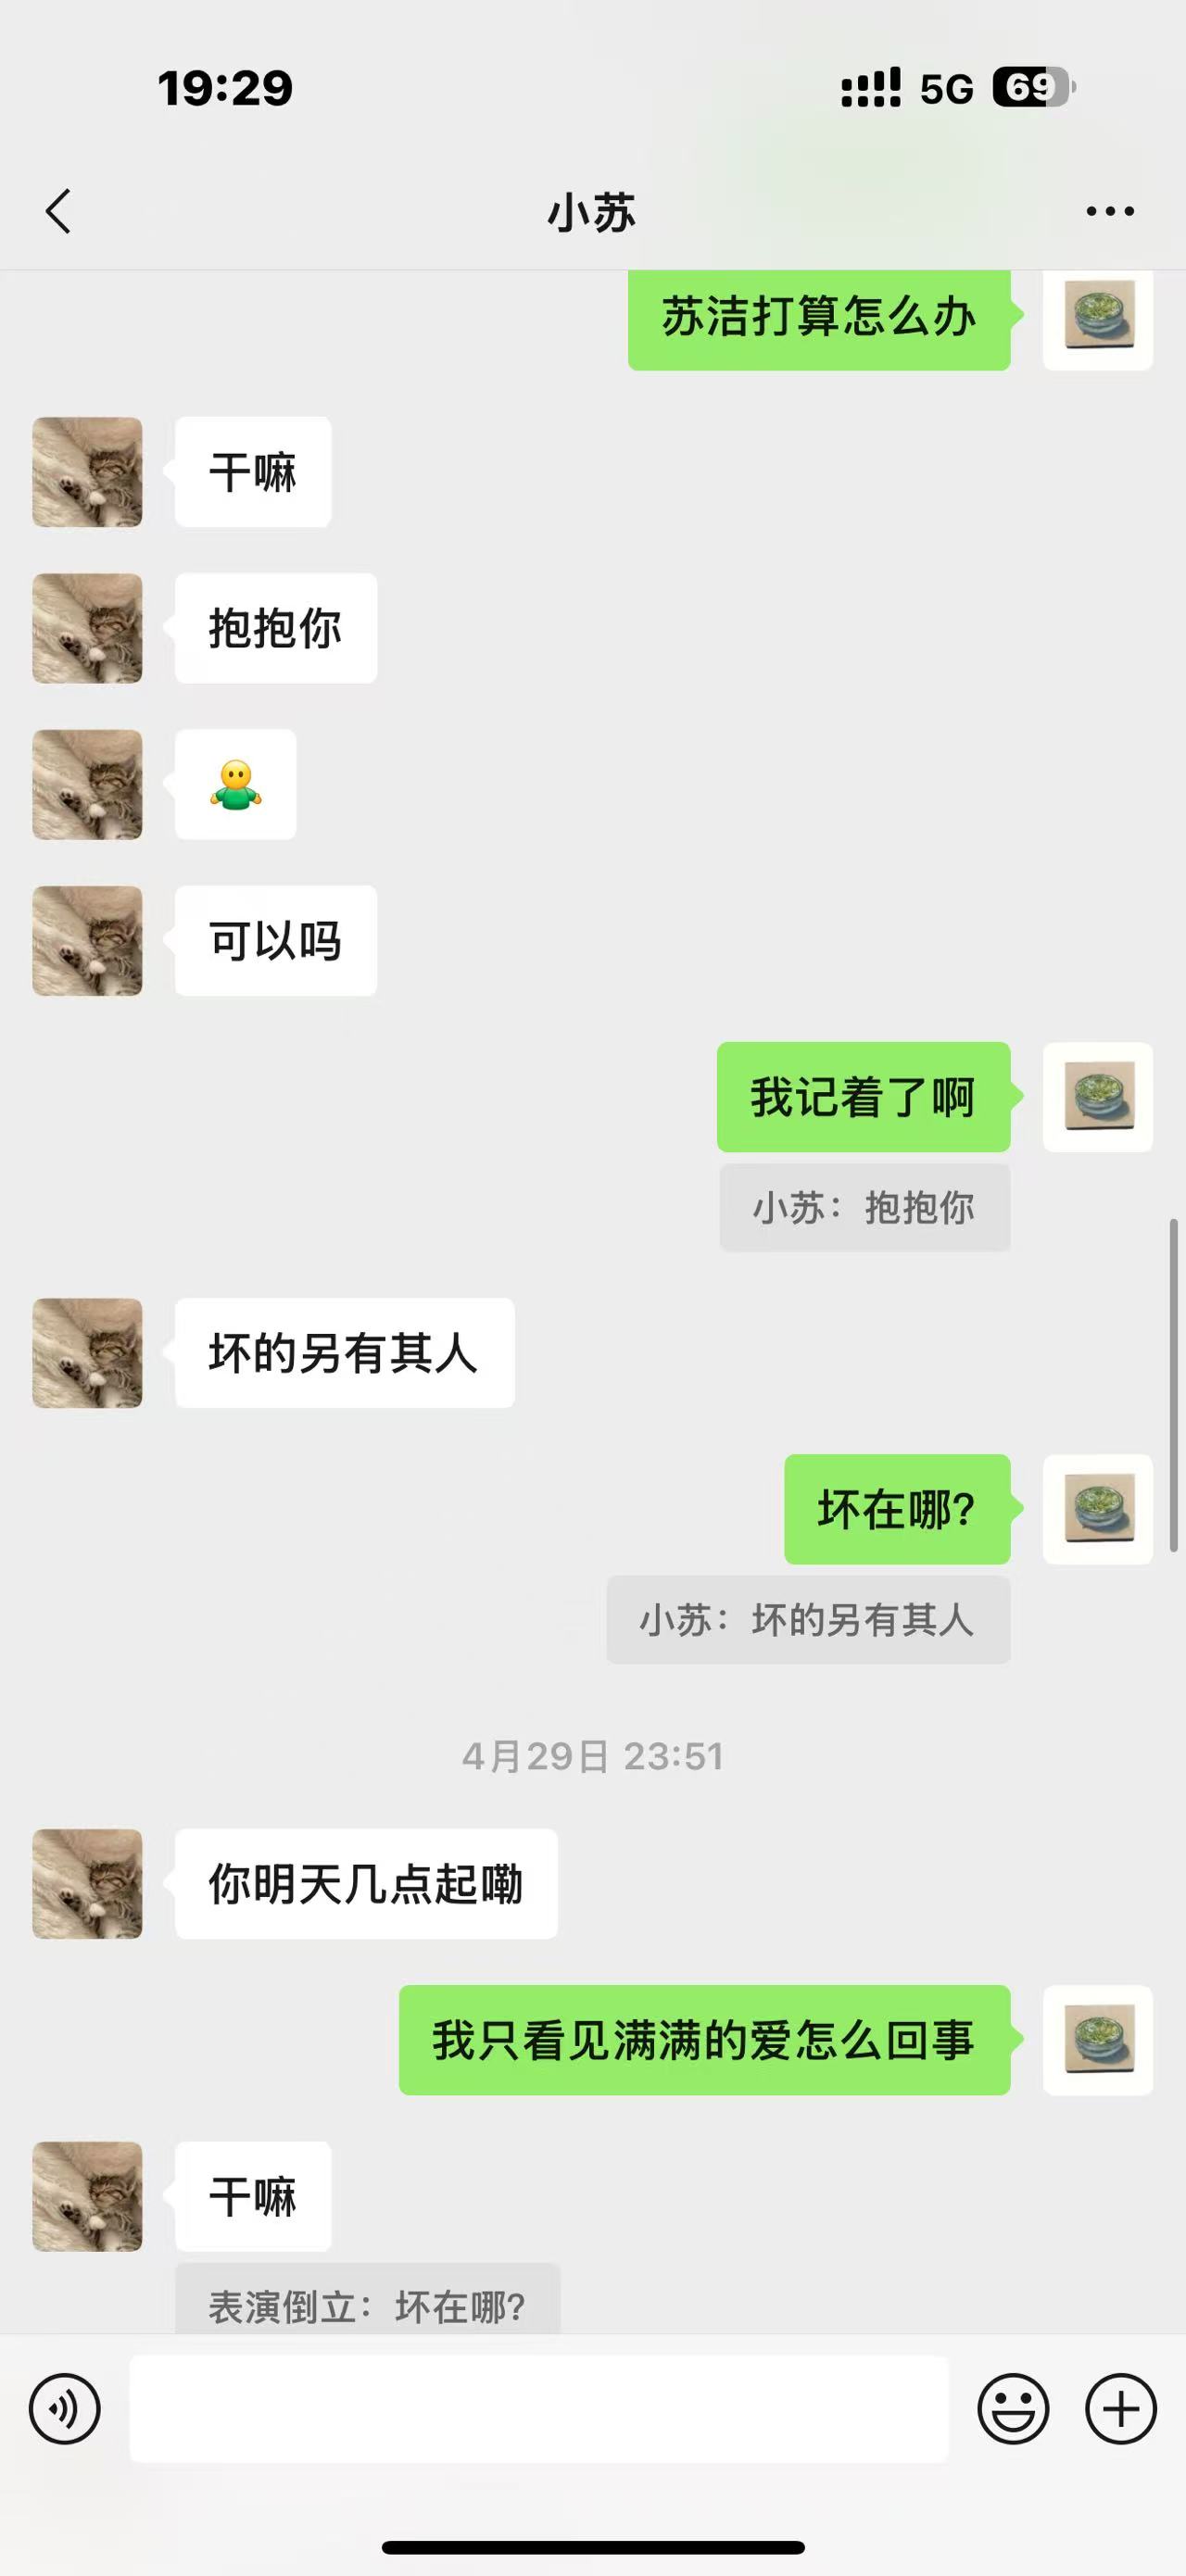 19:29
5G
69
小苏
苏洁打算怎么办
干嘛
抱抱你
可以吗
我记着了啊
小苏：抱抱你
坏的另有其人
坏在哪?
小苏：坏的另有其人
4月29日 23:51
你明天几点起嘞
我只看见满满的爱怎么回事
干嘛
表演倒立：坏在哪?